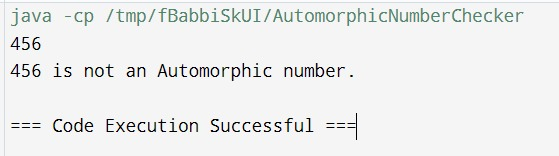 java -cp /tmp/fBabbiSkUI/AutomorphicNumberChecker
456
456 is not an Automorphic number.
=== Code Execution Successful ===